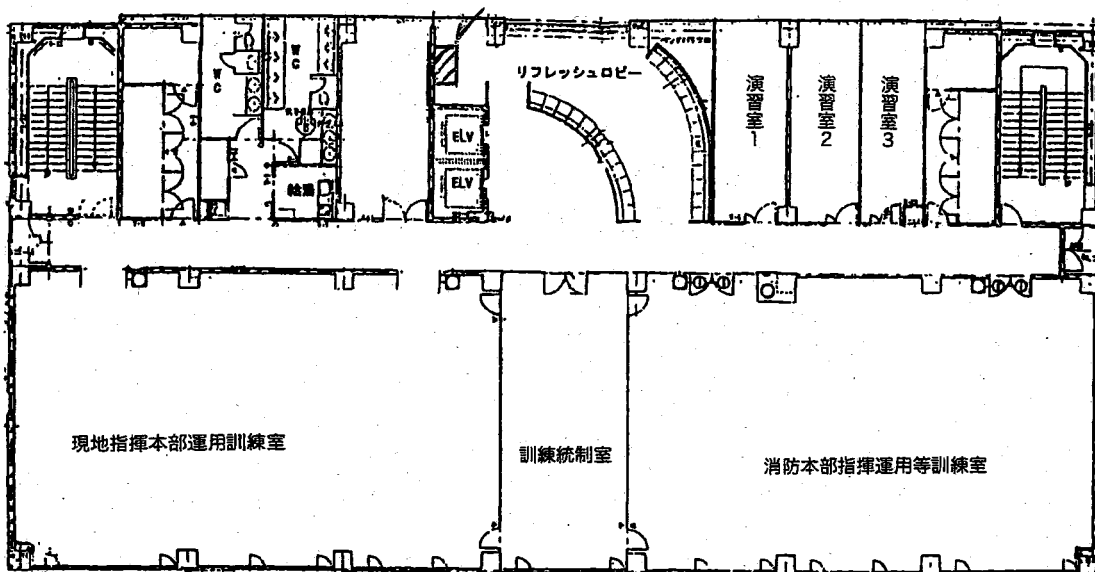 WC
WC
リフレッシュロビー
演習室1
演習室2
演習室3
ELV
ELV
給湯
現地指揮本部運用訓練室
訓練統制室
消防本部指揮運用等訓練室